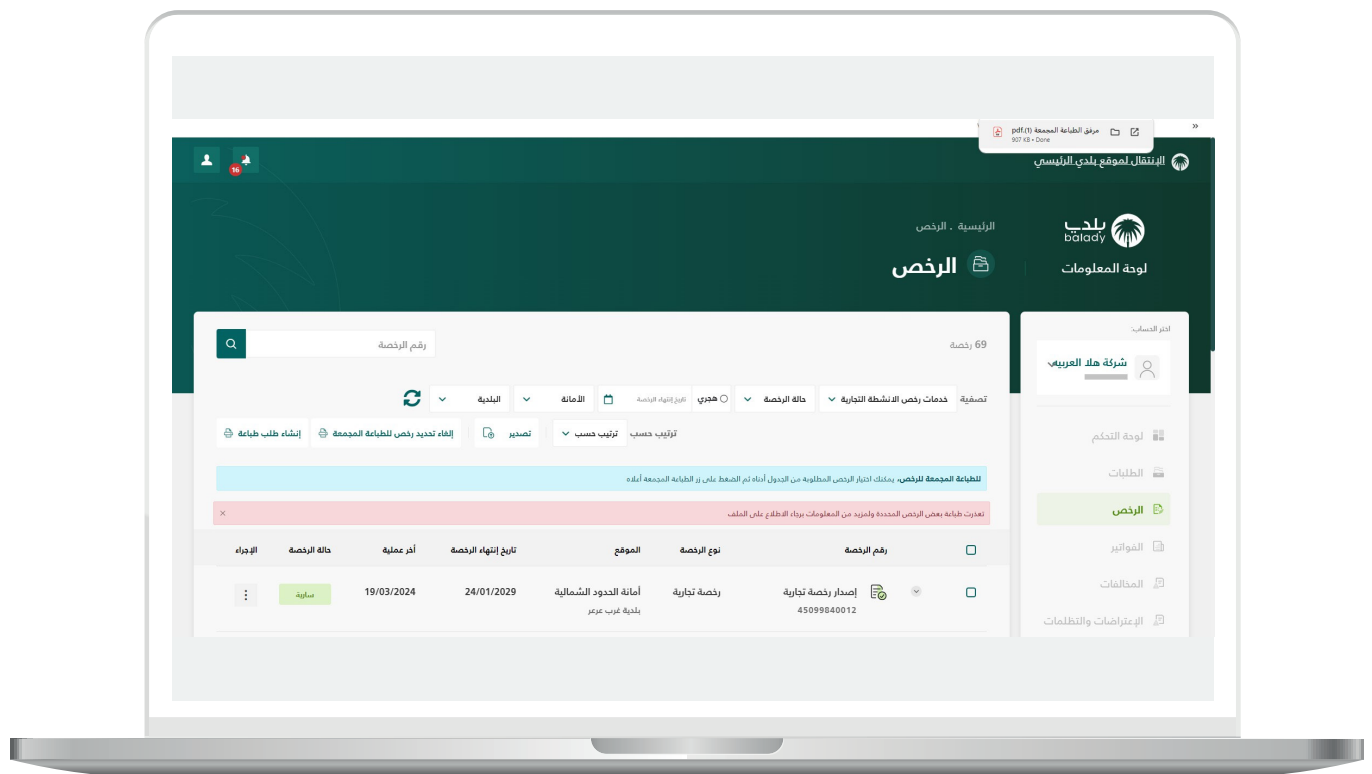 مرفق الطباعة المجمعة (1).pdf
907 KB • Done
»
الإنتقال لموقع بلدي الرئيسي
16
بلدي
balady
لوحة المعلومات
الرئيسية . الرخص
الرخص
اختر الحساب:
شركة هلا العربيه
لوحة التحكم
الطلبات
الرخص
الفواتير
المخالفات
الإعتراضات والتظلمات
69 رخصة
رقم الرخصة
تصفية خدمات رخص الانشطة التجارية حالة الرخصة هجري تاريخ إنتهاء الرخصة الأمانة البلدية
ترتيب حسب ترتيب حسب تصدير إلغاء تحديد رخص للطباعة المجمعة إنشاء طلب طباعة
للطباعة المجمعة للرخص، يمكنك اختيار الرخص المطلوبة من الجدول أدناه ثم الضغط على زر الطباعة المجمعة أعلاه
تعذرت طباعة بعض الرخص المحددة ولمزيد من المعلومات برجاء الاطلاع على الملف ×
رقم الرخصة نوع الرخصة الموقع تاريخ إنتهاء الرخصة أخر عملية حالة الرخصة الإجراء
إصدار رخصة تجارية رخصة تجارية أمانة الحدود الشمالية 24/01/2029 19/03/2024 سارية
45099840012 بلدية غرب عرعر